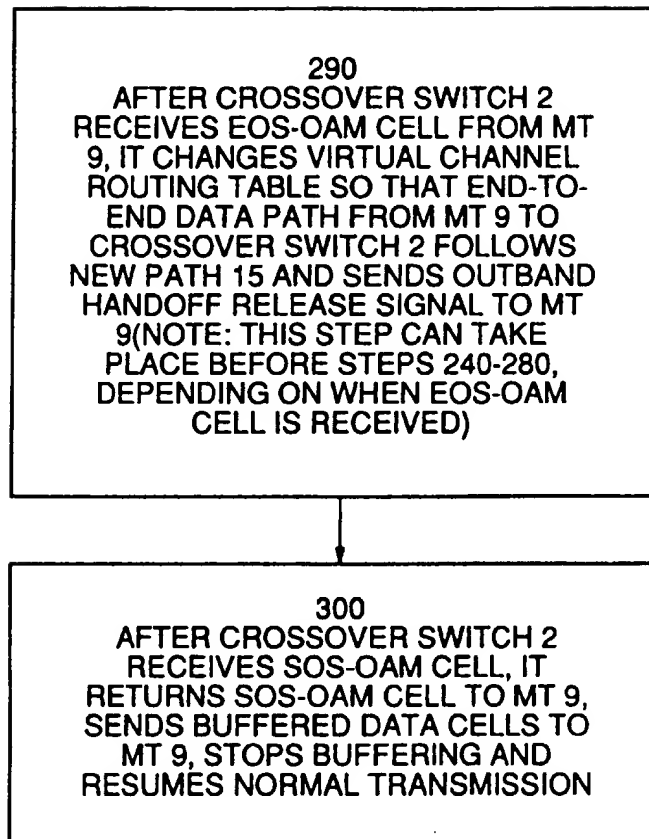 290
AFTER CROSSOVER SWITCH 2
RECEIVES EOS-OAM CELL FROM MT
9, IT CHANGES VIRTUAL CHANNEL
ROUTING TABLE SO THAT END-TO-
END DATA PATH FROM MT 9 TO
CROSSOVER SWITCH 2 FOLLOWS
NEW PATH 15 AND SENDS OUTBAND
HANDOFF RELEASE SIGNAL TO MT
9(NOTE: THIS STEP CAN TAKE
PLACE BEFORE STEPS 240-280,
DEPENDING ON WHEN EOS-OAM
CELL IS RECEIVED)
300
AFTER CROSSOVER SWITCH 2
RECEIVES SOS-OAM CELL, IT
RETURNS SOS-OAM CELL TO MT 9,
SENDS BUFFERED DATA CELLS TO
MT 9, STOPS BUFFERING AND
RESUMES NORMAL TRANSMISSION